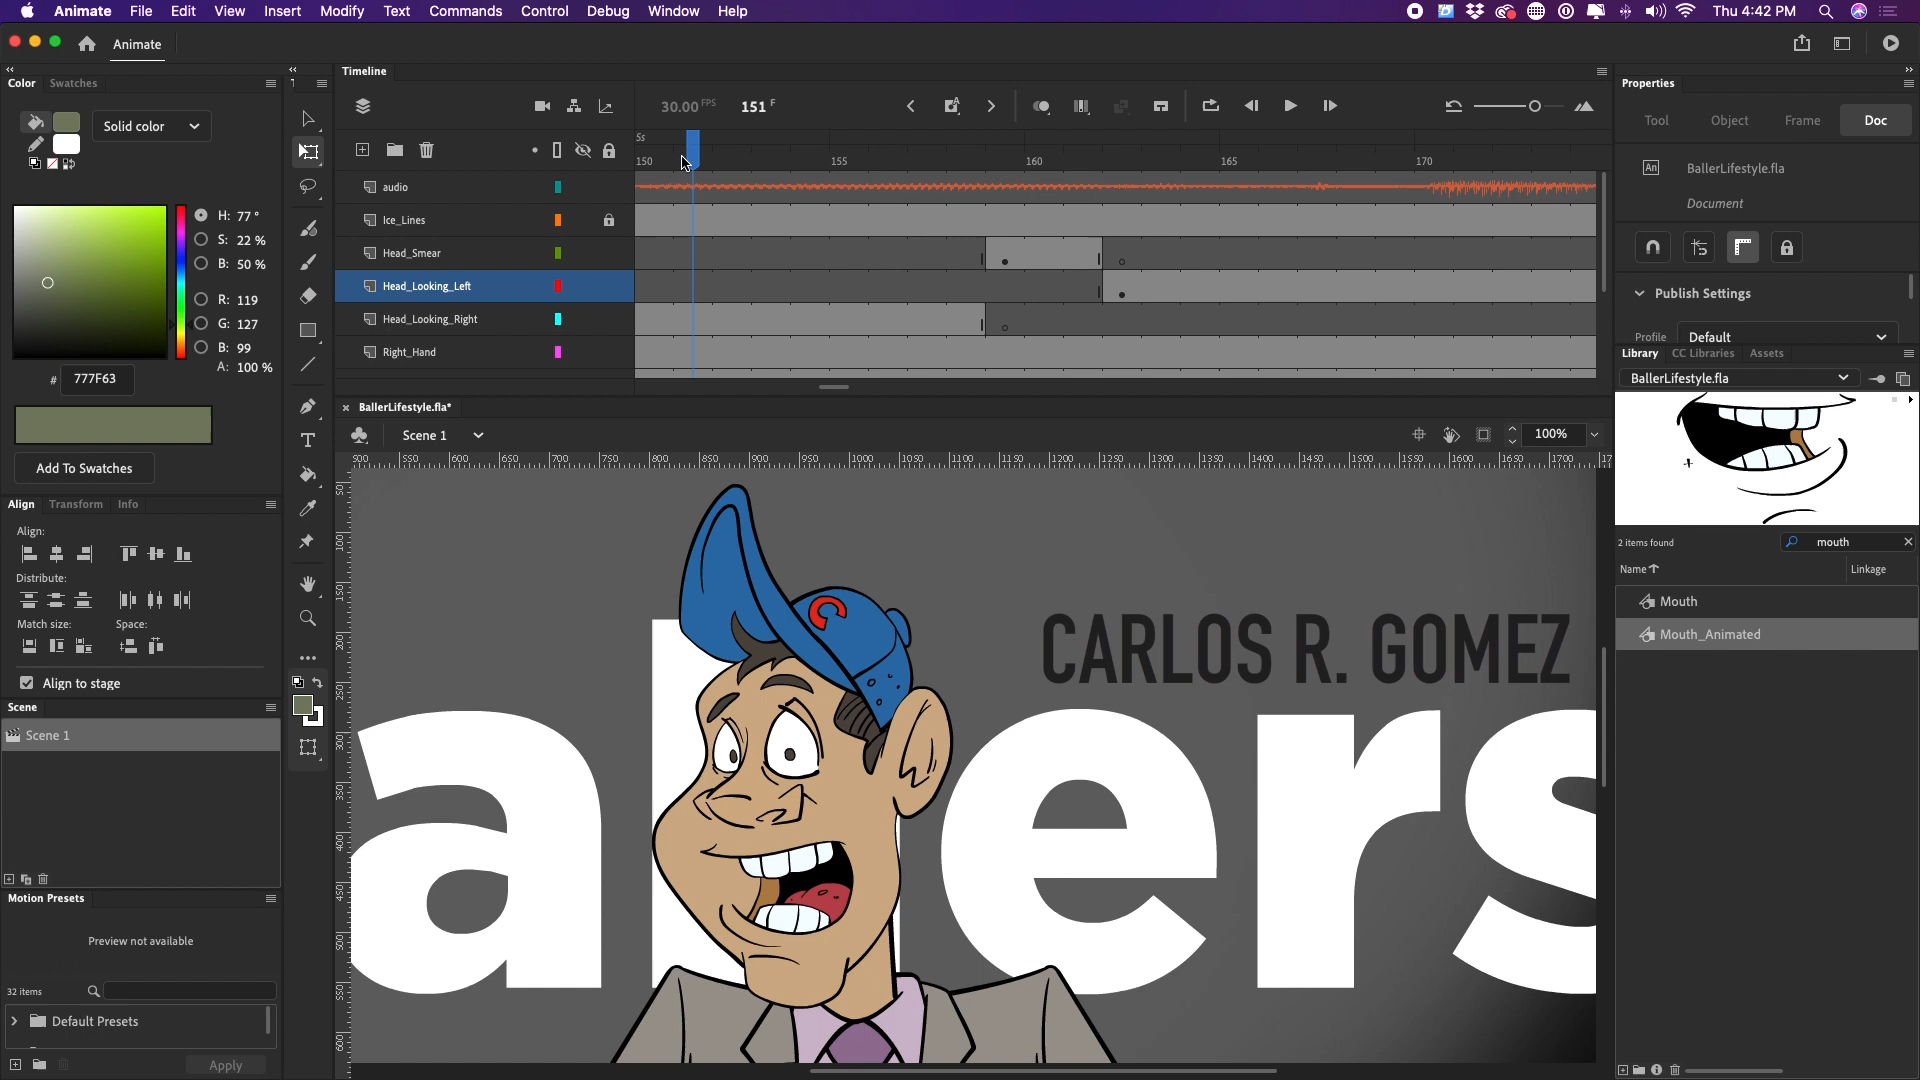 Animate File Edit View Insert Modify Text Commands Control Debug Window Help Thu 4:42 PM
Animate
Color Swatches
Solid color
H: 77 °
S: 22 %
B: 50 %
R: 119
G: 127
B: 99
A: 100 %
# 777F63
Add To Swatches
Align Transform Info
Align:
Distribute:
Match size: Space:
Align to stage
Scene
Scene 1
Motion Presets
Preview not available
32 items
Default Presets
Apply
Timeline
30.00 FPS 151 F
5s
150 155 160 165 170
audio
Ice_Lines
Head_Smear
Head_Looking_Left
Head_Looking_Right
Right_Hand
BallerLifestyle.fla*
Scene 1
100%
CARLOS R. GOMEZ
allers
C
Properties
Tool Object Frame Doc
An BallerLifestyle.fla
Document
Publish Settings
Profile Default
Library CC Libraries Assets
BallerLifestyle.fla
2 items found mouth
Name Linkage
Mouth
Mouth_Animated